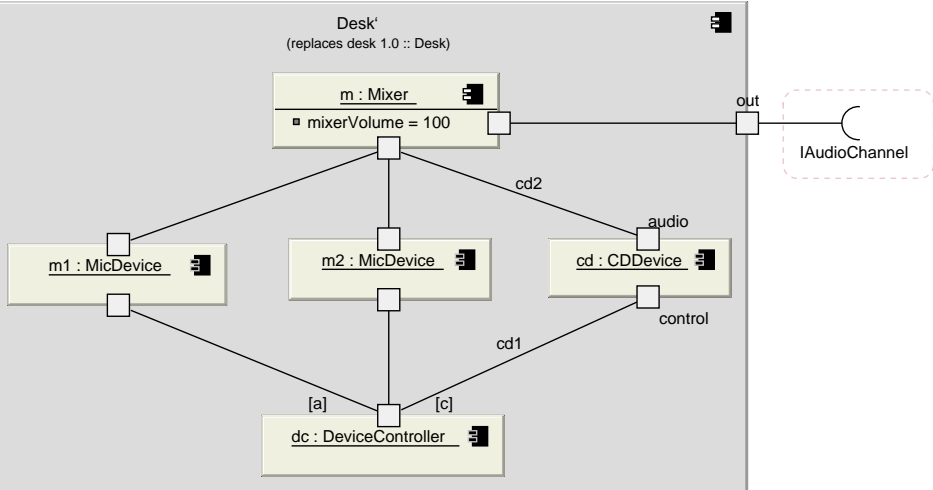 Desk‘
(replaces desk 1.0 :: Desk)
m : Mixer
mixerVolume = 100
out
IAudioChannel
cd2
audio
m1 : MicDevice
m2 : MicDevice
cd : CDDevice
control
cd1
[a]
[c]
dc : DeviceController